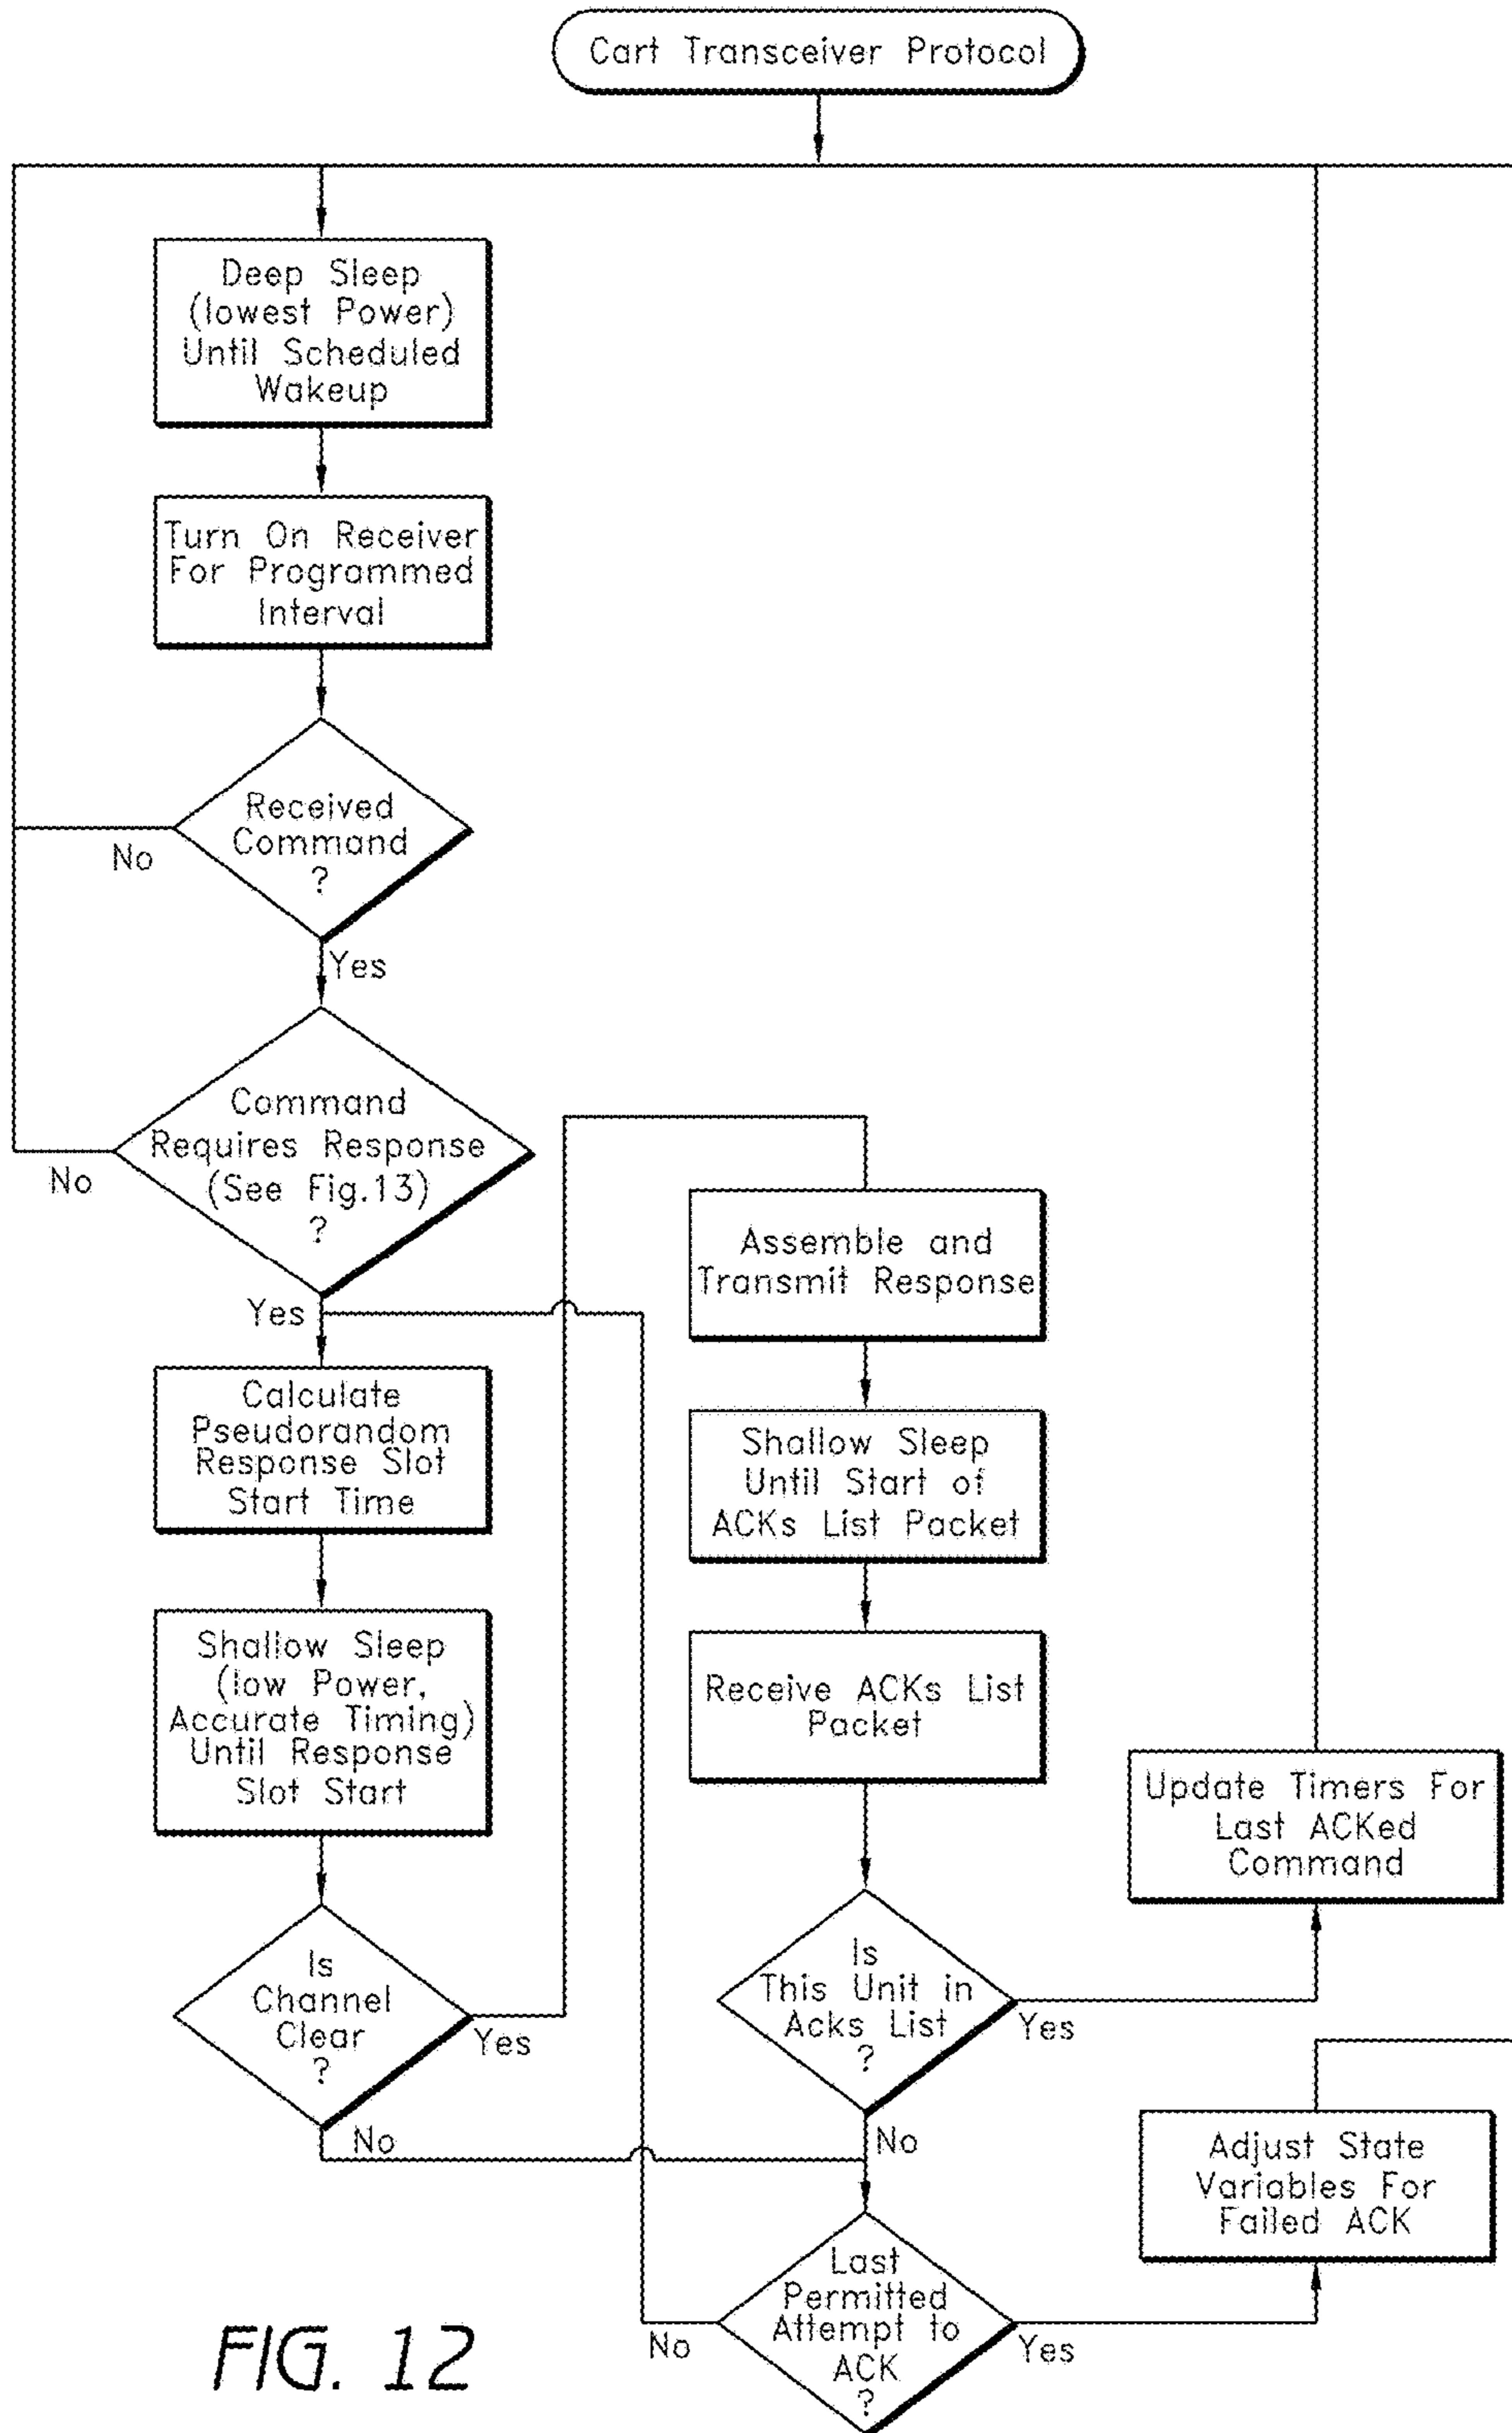 Cart Transceiver Protocol
Deep Sleep
(lowest Power)
Until Scheduled
Wakeup
Turn On Receiver
For Programmed
Interval
Received
Command
?
No
Yes
Command
Requires Response
(See Fig.13)
?
No
Yes
Calculate
Pseudorandom
Response Slot
Start Time
Shallow Sleep
(low Power,
Accurate Timing)
Until Response
Slot Start
Is
Channel
Clear
?
Yes
No
Assemble and
Transmit Response
Shallow Sleep
Until Start of
ACKs List Packet
Receive ACKs List
Packet
Is
This Unit in
Acks List
?
Yes
No
Update Timers For
Last ACKed
Command
Last
Permitted
Attempt to
ACK
?
No
Yes
Adjust State
Variables For
Failed ACK
FIG. 12